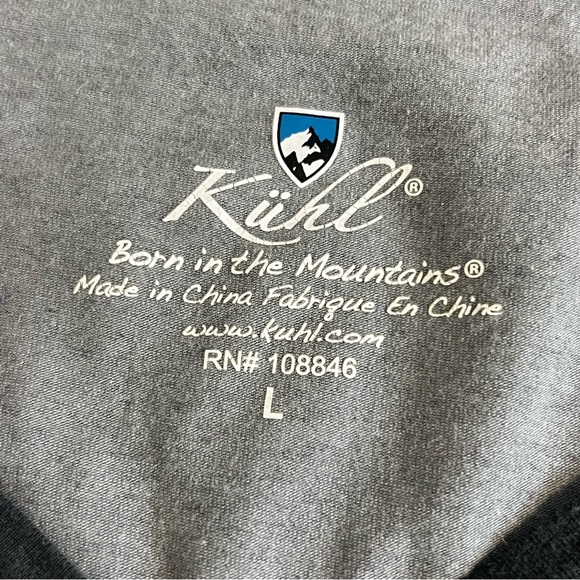 Kühl®
Born in the Mountains®
Made in China Fabrique En Chine
www.kuhl.com
RN# 108846
L